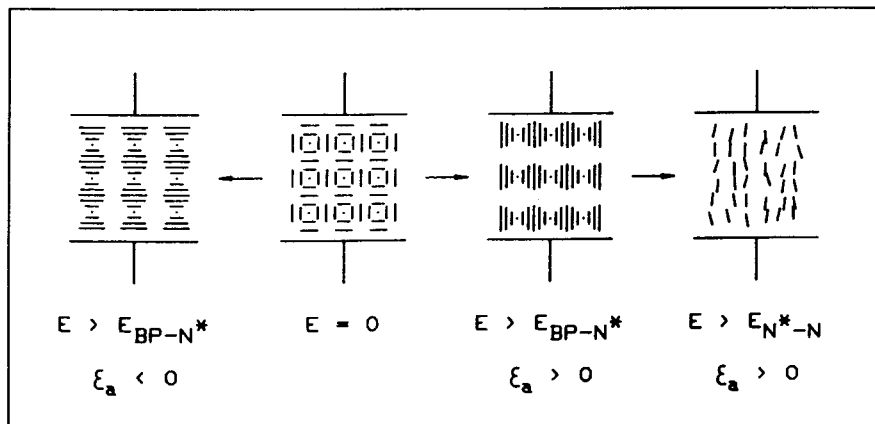 E > E_BP-N* E = 0 E > E_BP-N* E > E_N*-N
ε_a < 0 ε_a > 0 ε_a > 0